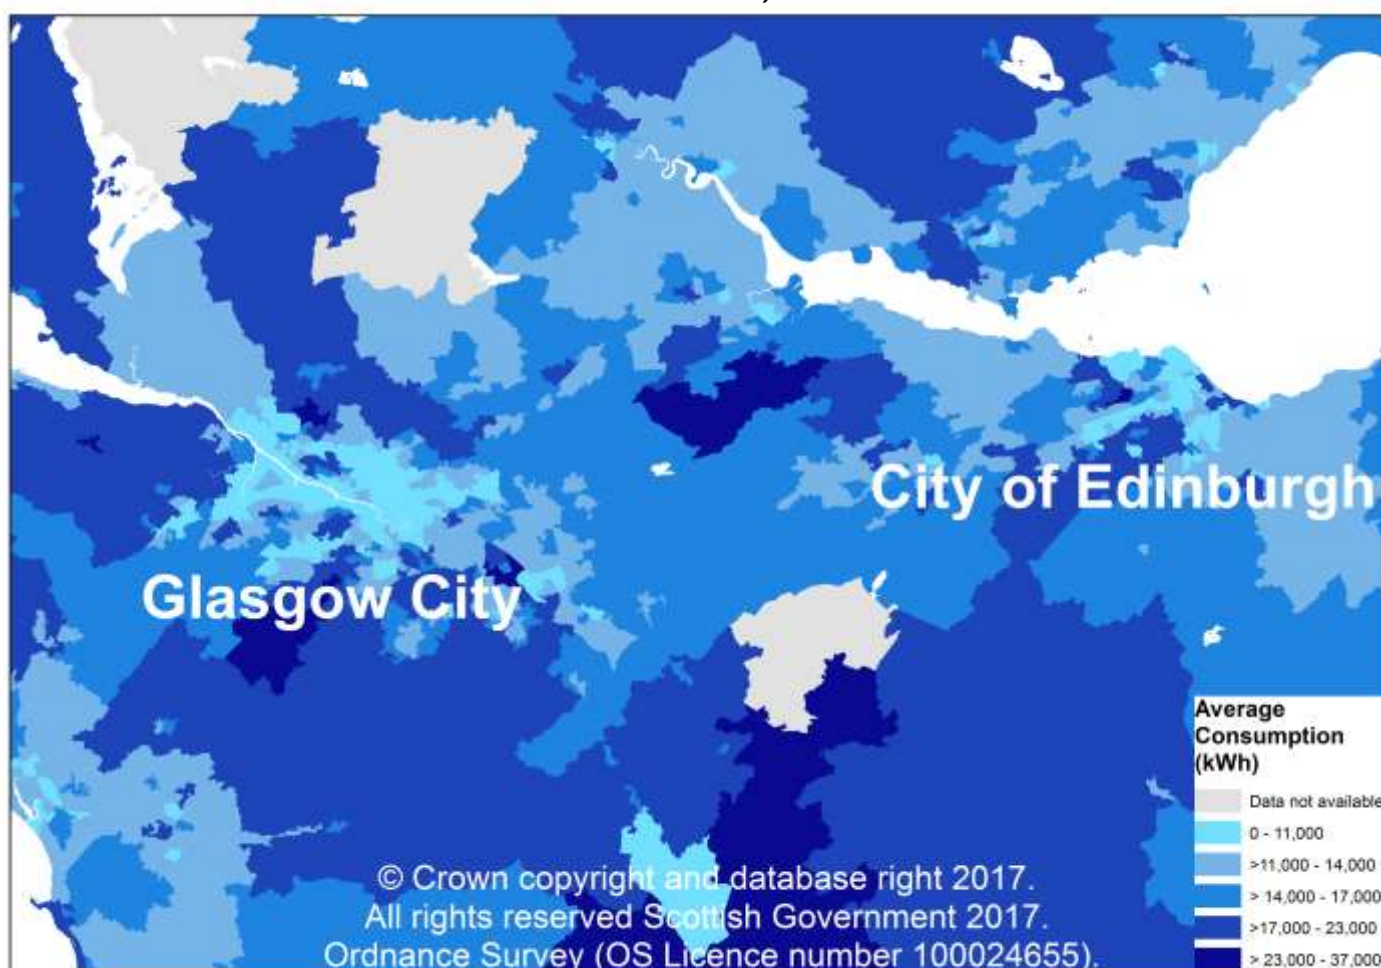 City of Edinburgh
Glasgow City
Average
Consumption
(kWh)
Data not available
0 - 11,000
>11,000 - 14,000
> 14,000 - 17,000
>17,000 - 23,000
> 23,000 - 37,000
© Crown copyright and database right 2017.
All rights reserved Scottish Government 2017.
Ordnance Survey (OS Licence number 100024655).